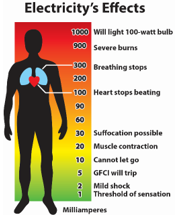 Electricity's Effects
1000 Will light 100-watt bulb
900 Severe burns
300 Breathing stops
200
100 Heart stops beating
90
60
30 Suffocation possible
20 Muscle contraction
10 Cannot let go
5 GFCI will trip
2 Mild shock
1 Threshold of sensation
Milliamperes